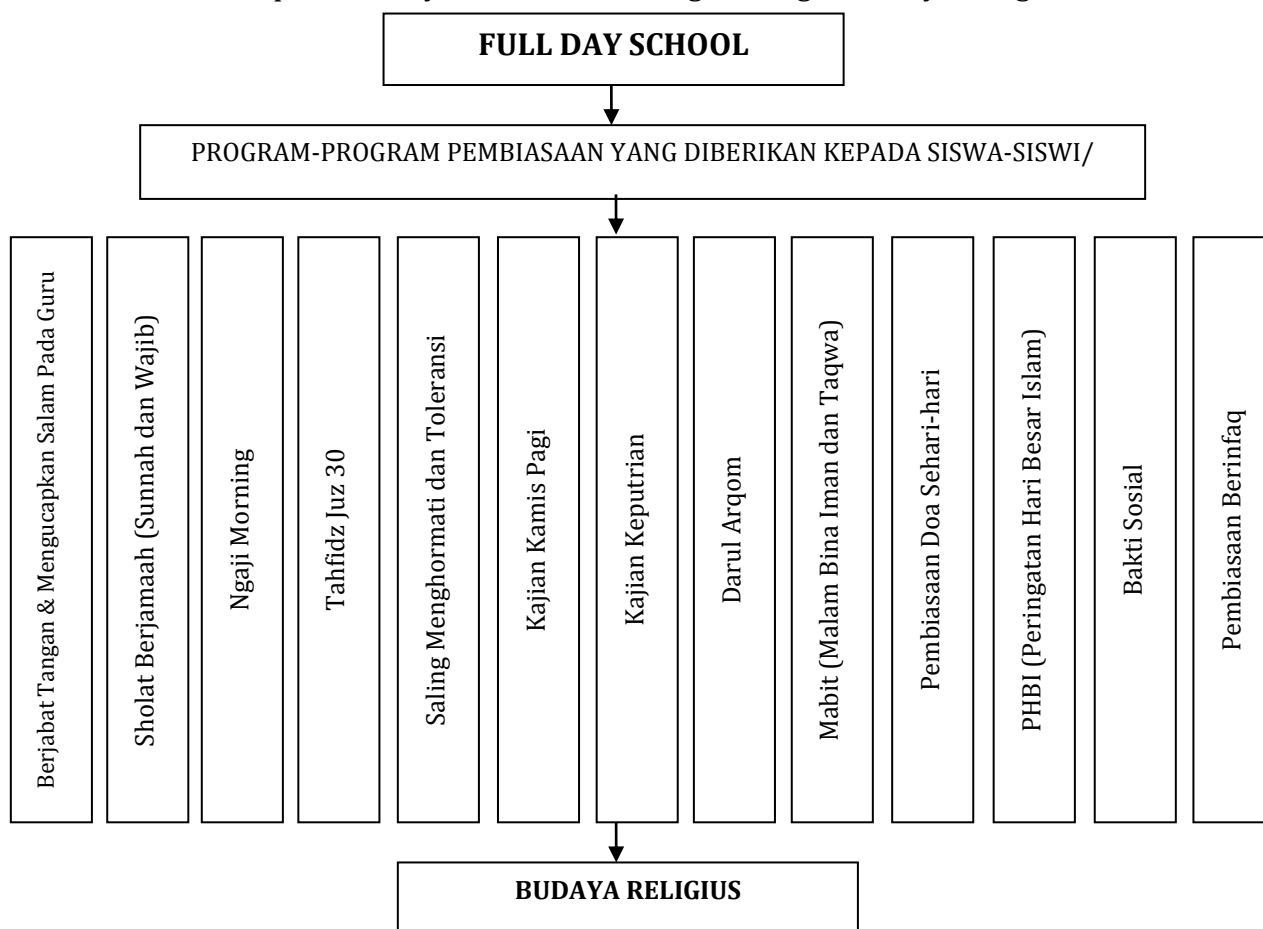 FULL DAY SCHOOL
PROGRAM-PROGRAM PEMBIASAAN YANG DIBERIKAN KEPADA SISWA-SISWI/
Berjabat Tangan & Mengucapkan Salam Pada Guru
Sholat Berjamaah (Sunnah dan Wajib)
Ngaji Morning
Tahfidz Juz 30
Saling Menghormati dan Toleransi
Kajian Kamis Pagi
Kajian Keputrian
Darul Arqom
Mabit (Malam Bina Iman dan Taqwa)
Pembiasaan Doa Sehari-hari
PHBI (Peringatan Hari Besar Islam)
Bakti Sosial
Pembiasaan Berinfaq
BUDAYA RELIGIUS